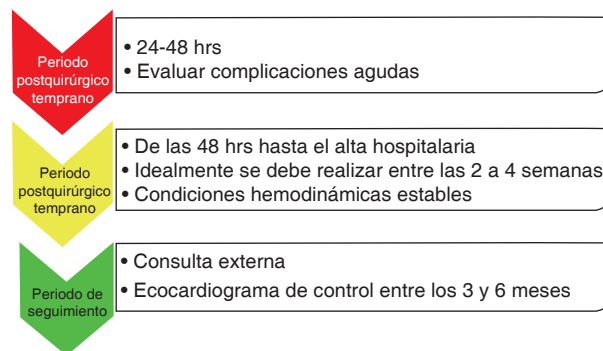 Periodo
postquirúrgico
temprano
• 24-48 hrs
• Evaluar complicaciones agudas
Periodo
postquirúrgico
temprano
• De las 48 hrs hasta el alta hospitalaria
• Idealmente se debe realizar entre las 2 a 4 semanas
• Condiciones hemodinámicas estables
Periodo de
seguimiento
• Consulta externa
• Ecocardiograma de control entre los 3 y 6 meses